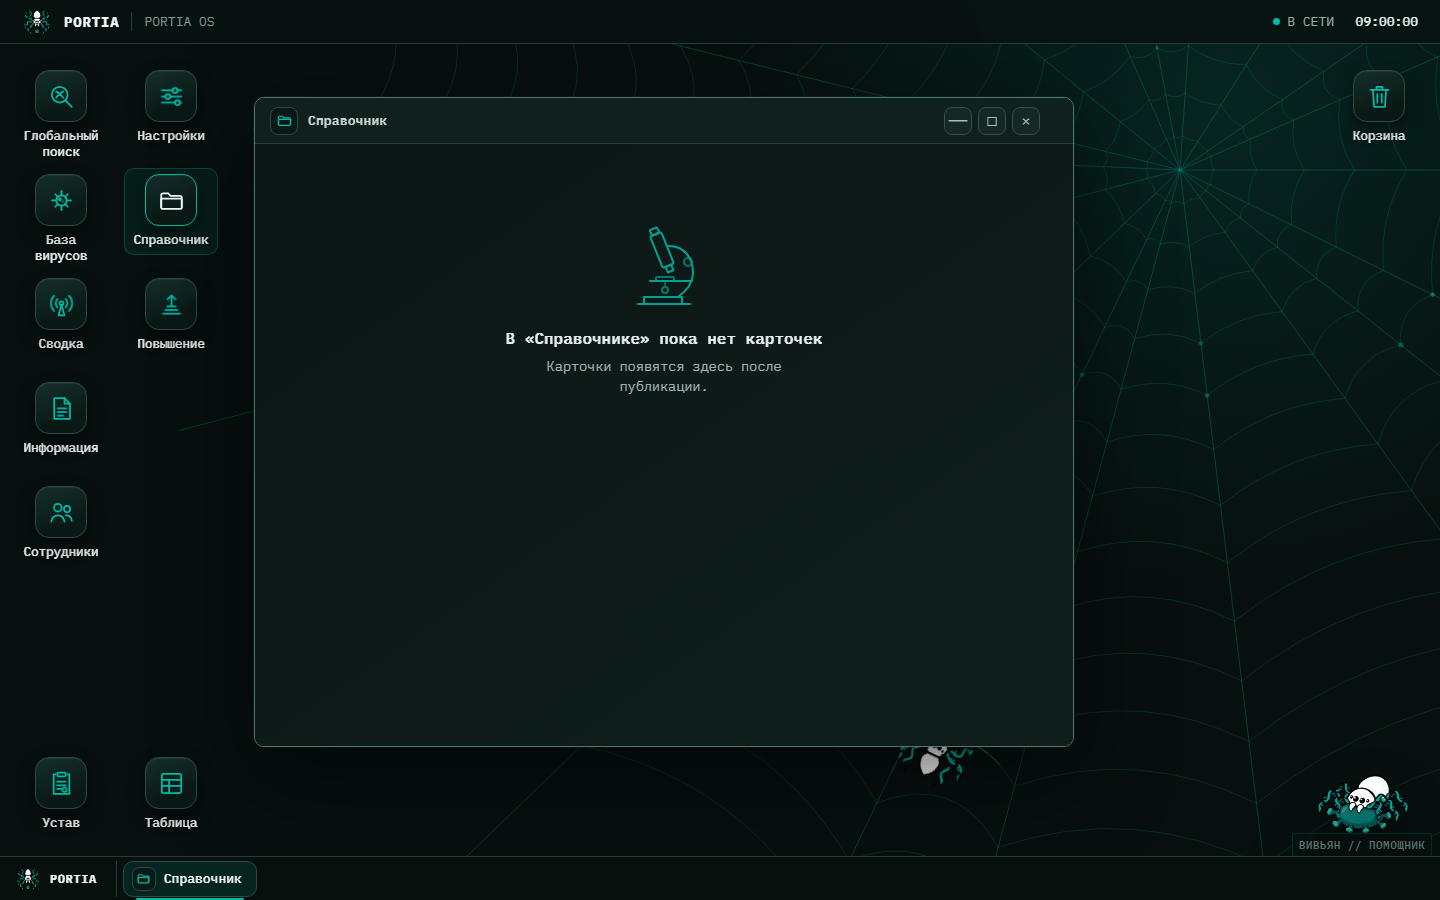 PORTIA
PORTIA OS
В СЕТИ
09:00:00
Глобальный
поиск
Настройки
База
вирусов
Справочник
Сводка
Повышение
Информация
Сотрудники
Устав
Таблица
Справочник
В «Справочнике» пока нет карточек
Карточки появятся здесь после
публикации.
Корзина
ВИВЬЯН // ПОМОЩНИК
PORTIA
Справочник